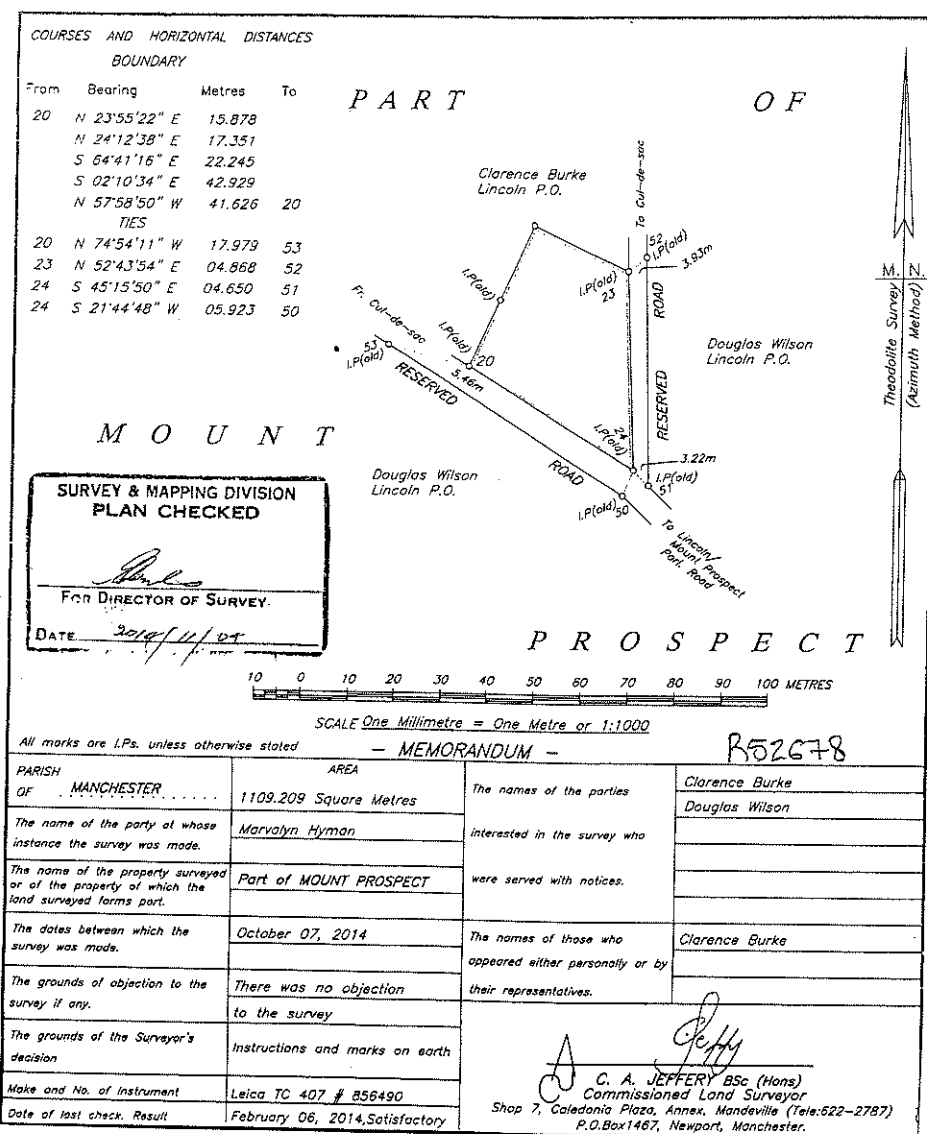 COURSES AND HORIZONTAL DISTANCES
BOUNDARY
From Bearing Metres To
20 N 23°55'22" E 15.878
N 24°12'38" E 17.351
S 64°41'16" E 22.245
S 02°10'34" E 42.929
N 57°58'50" W 41.626 20
TIES
20 N 74°54'11" W 17.979 53
23 N 52°43'54" E 04.868 52
24 S 45°15'50" E 04.650 51
24 S 21°44'48" W 05.923 50
PART OF
Clarence Burke
Lincoln P.O.
To Cul-de-sac
52
I.P(old)
3.93m
I.P(old)
23
I.P(old)
ROAD
RESERVED
M. N.
Theodolite Survey
(Azimuth Method)
Douglas Wilson
Lincoln P.O.
Fr. Cul-de-sac
I.P(old)
20
5.46m
53
I.P(old)
RESERVED
ROAD
24
I.P(old)
3.22m
I.P(old)
51
I.P(old)
50
To Lincoln/
Mount Prospect
Part. Road
MOUNT
Douglas Wilson
Lincoln P.O.
SURVEY & MAPPING DIVISION
PLAN CHECKED
FOR DIRECTOR OF SURVEY.
DATE 2014/11/04
PROSPECT
10 0 10 20 30 40 50 60 70 80 90 100 METRES
SCALE One Millimetre = One Metre or 1:1000
All marks are I.Ps. unless otherwise stated
– MEMORANDUM –
R52678
PARISH
OF MANCHESTER
AREA
1109.209 Square Metres
The name of the party at whose
instance the survey was made.
Marvalyn Hyman
The name of the property surveyed
or of the property of which the
land surveyed forms part.
Part of MOUNT PROSPECT
The dates between which the
survey was made.
October 07, 2014
The grounds of objection to the
survey if any.
There was no objection
to the survey
The grounds of the Surveyor's
decision
Instructions and marks on earth
Make and No. of Instrument
Leica TC 407 # 856490
Date of last check. Result
February 06, 2014,Satisfactory
The names of the parties
interested in the survey who
were served with notices.
Clarence Burke
Douglas Wilson
The names of those who
appeared either personally or by
their representatives.
Clarence Burke
C. A. JEFFERY BSc (Hons)
Commissioned Land Surveyor
Shop 7, Caledonia Plaza, Annex, Mandeville (Tele:622-2787)
P.O.Box1467, Newport, Manchester.